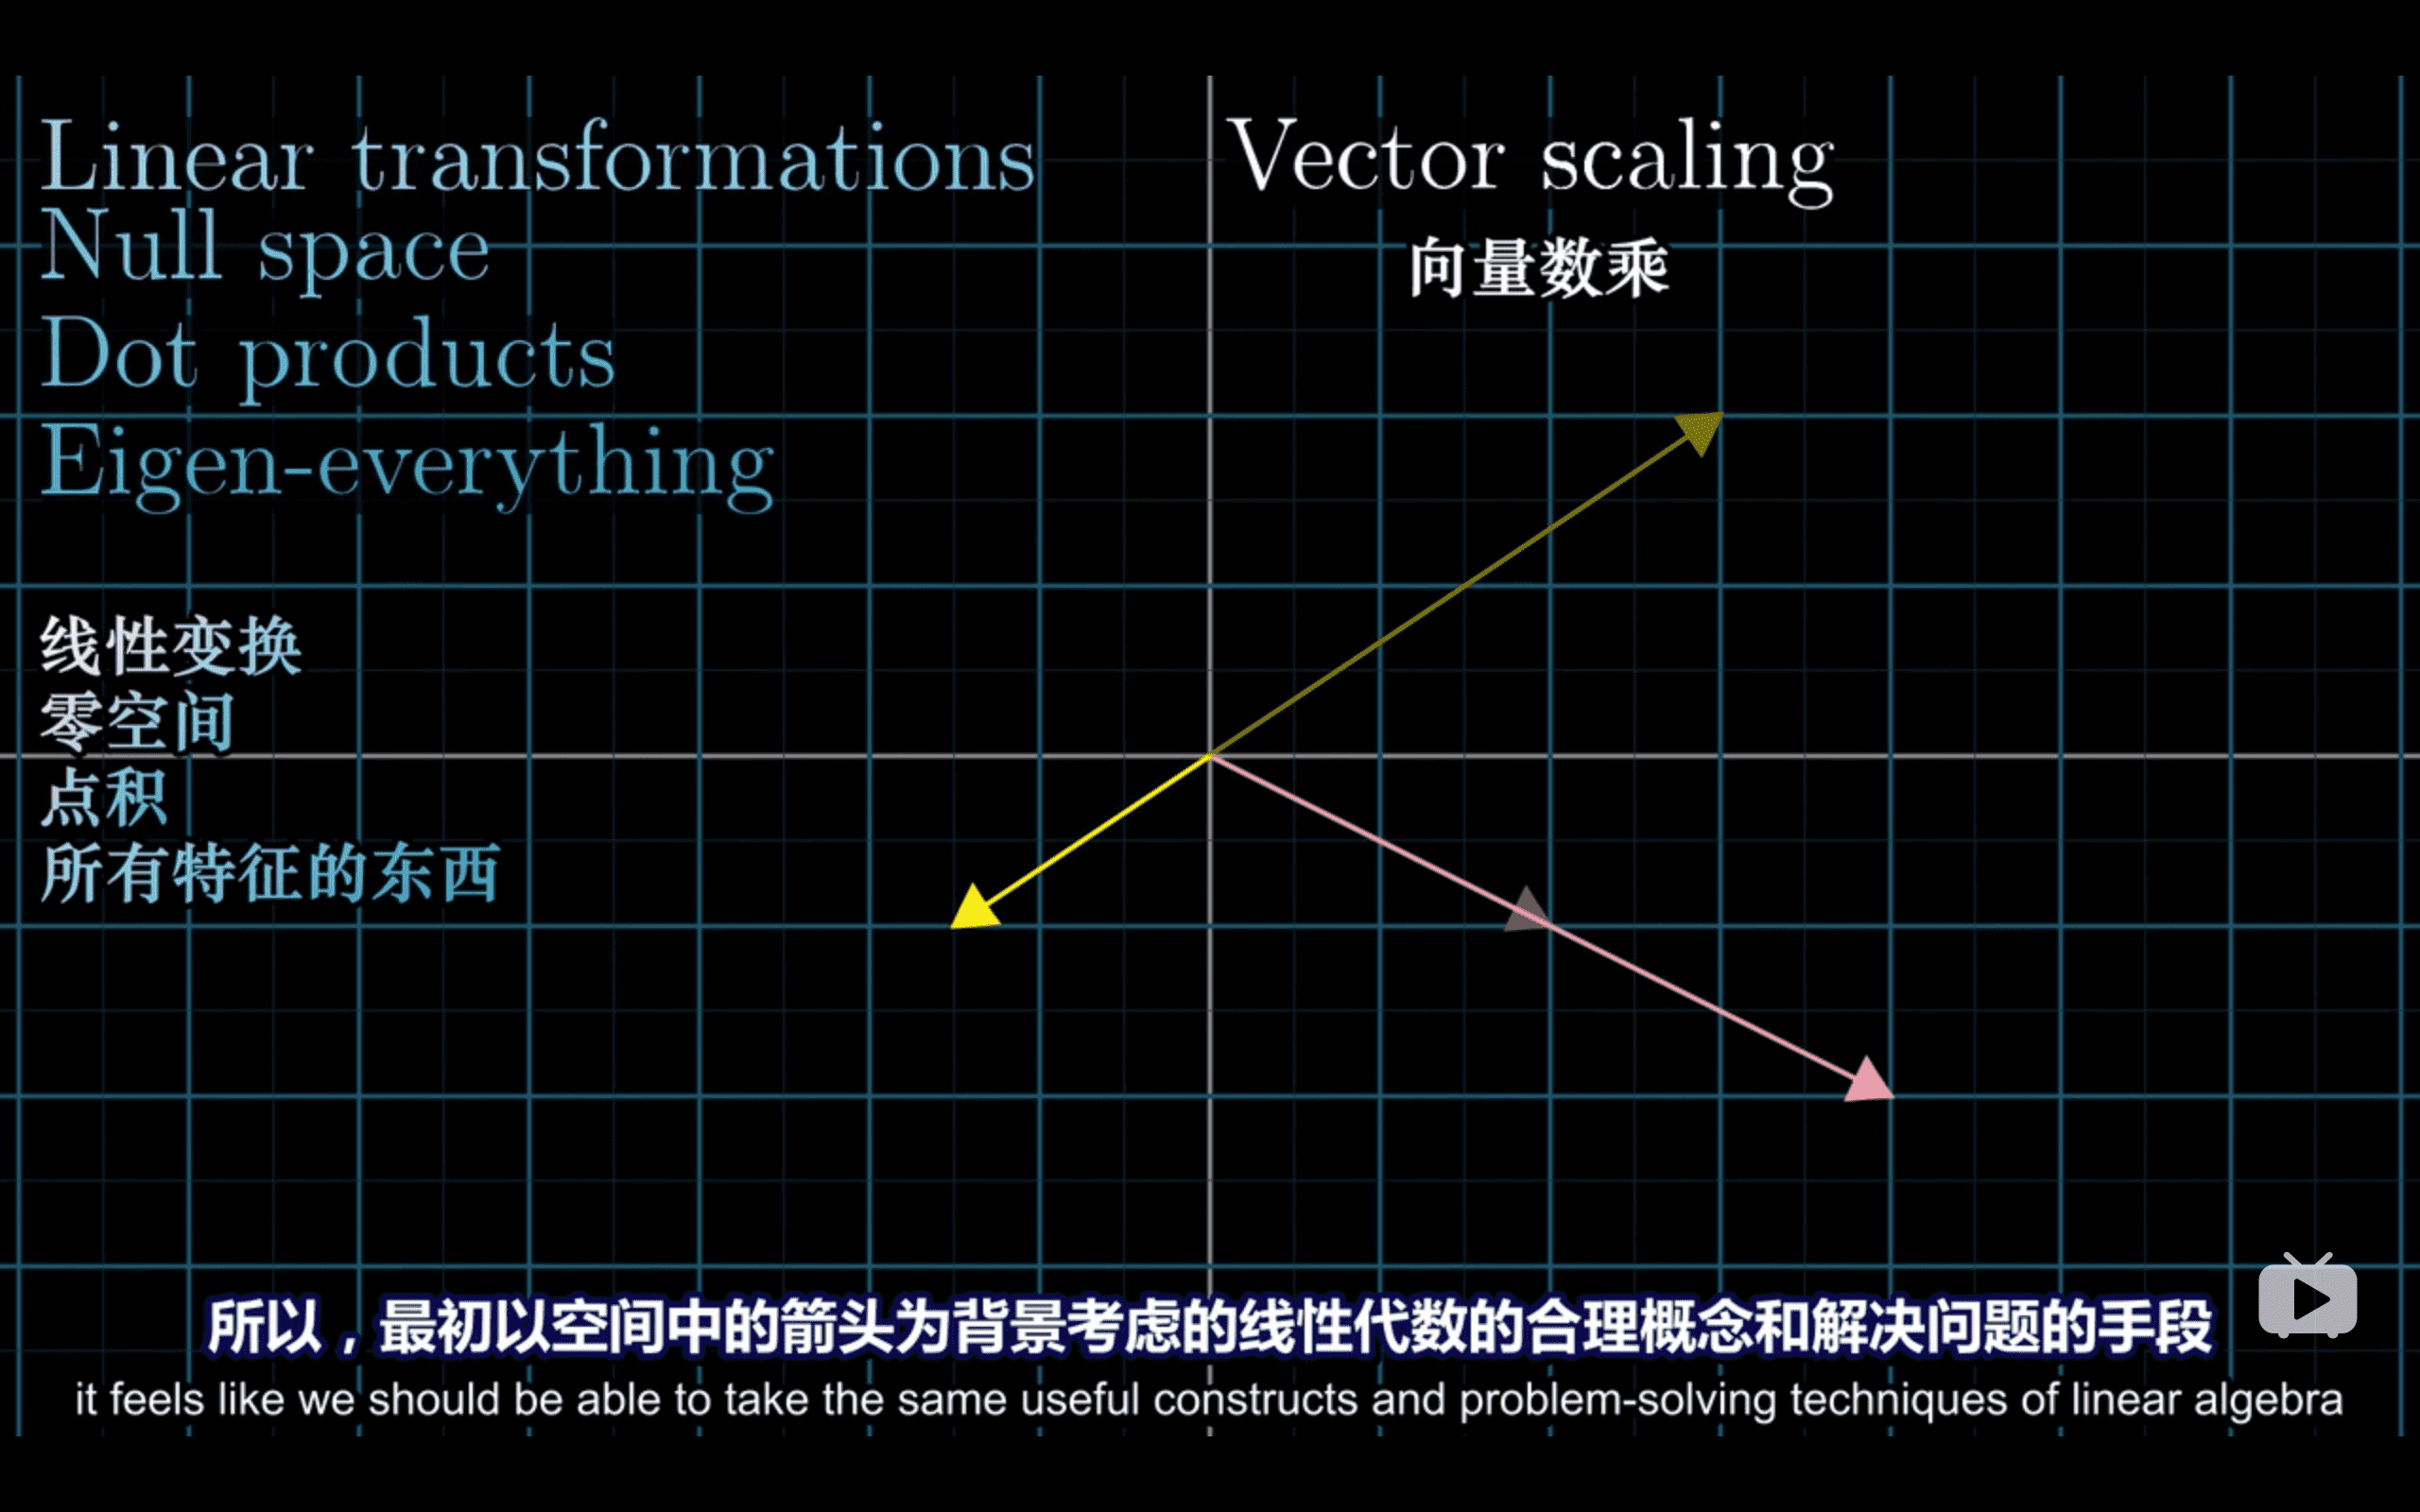 Linear transformations
Null space
Dot products
Eigen-everything
Vector scaling
向量数乘
线性变换
零空间
点积
所有特征的东西
所以，最初以空间中的箭头为背景考虑的线性代数的合理概念和解决问题的手段
it feels like we should be able to take the same useful constructs and problem-solving techniques of linear algebra